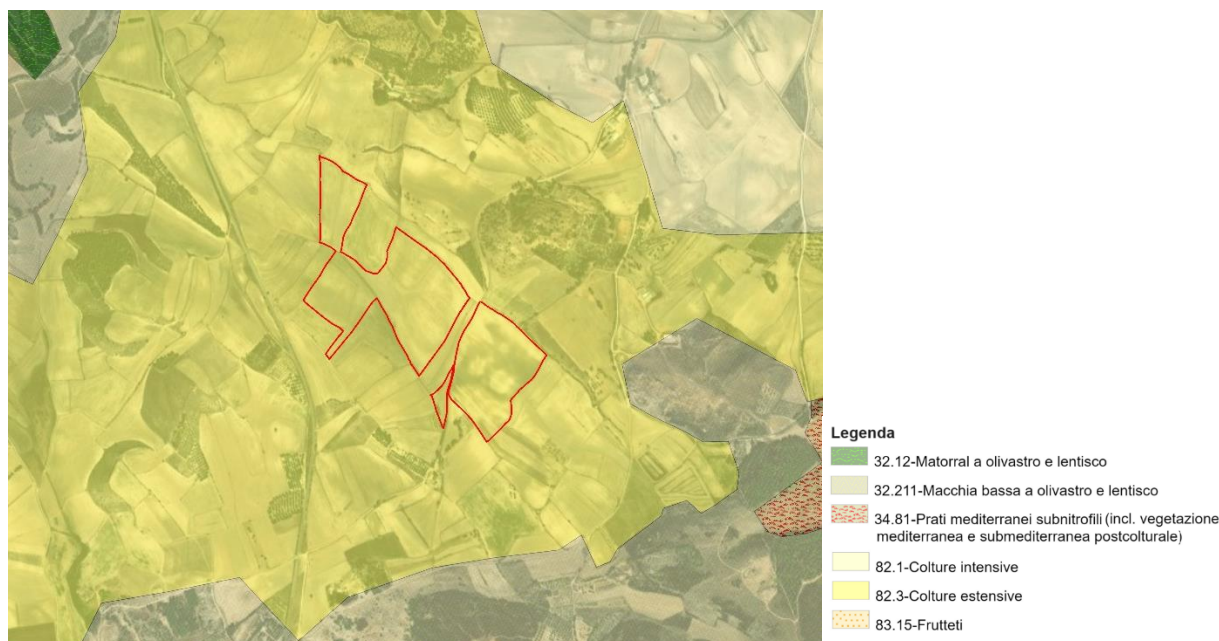 Legenda
32.12-Matorral a olivastro e lentisco
32.211-Macchia bassa a olivastro e lentisco
34.81-Prati mediterranei subnitrofili (incl. vegetazione
mediterranea e submediterranea postcolturale)
82.1-Colture intensive
82.3-Colture estensive
83.15-Frutteti